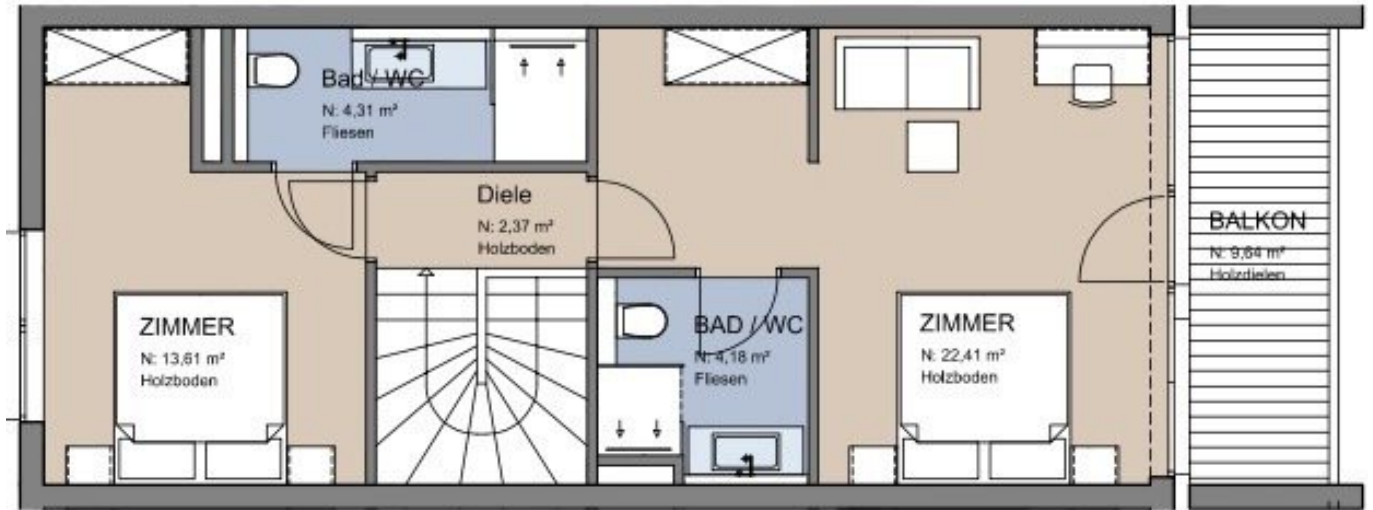 Bad / WC
N: 4,31 m²
Fliesen
Diele
N: 2,37 m²
Holzboden
BALKON
N: 9,64 m²
Holzdielen
ZIMMER
N: 13,61 m²
Holzboden
BAD / WC
N: 4,18 m²
Fliesen
ZIMMER
N: 22,41 m²
Holzboden